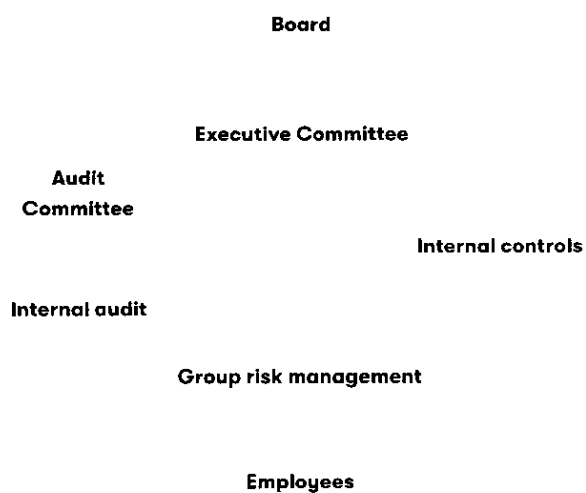 Board
Executive Committee
Audit
Committee
Internal controls
Internal audit
Group risk management
Employees